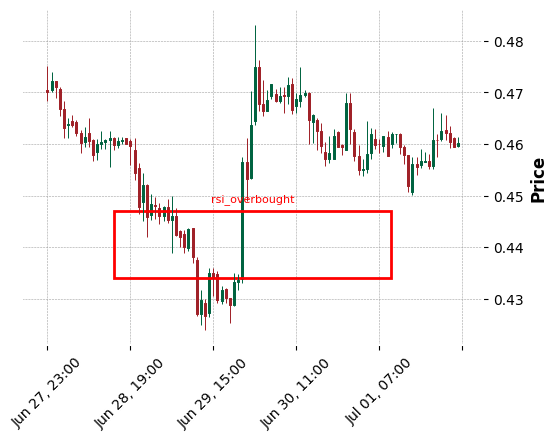 0.48
0.47
0.46
0.45
rsi_overbought
0.44
0.43
Price
Jun 27, 23:00
Jun 28, 19:00
Jun 29, 15:00
Jun 30, 11:00
Jul 01, 07:00